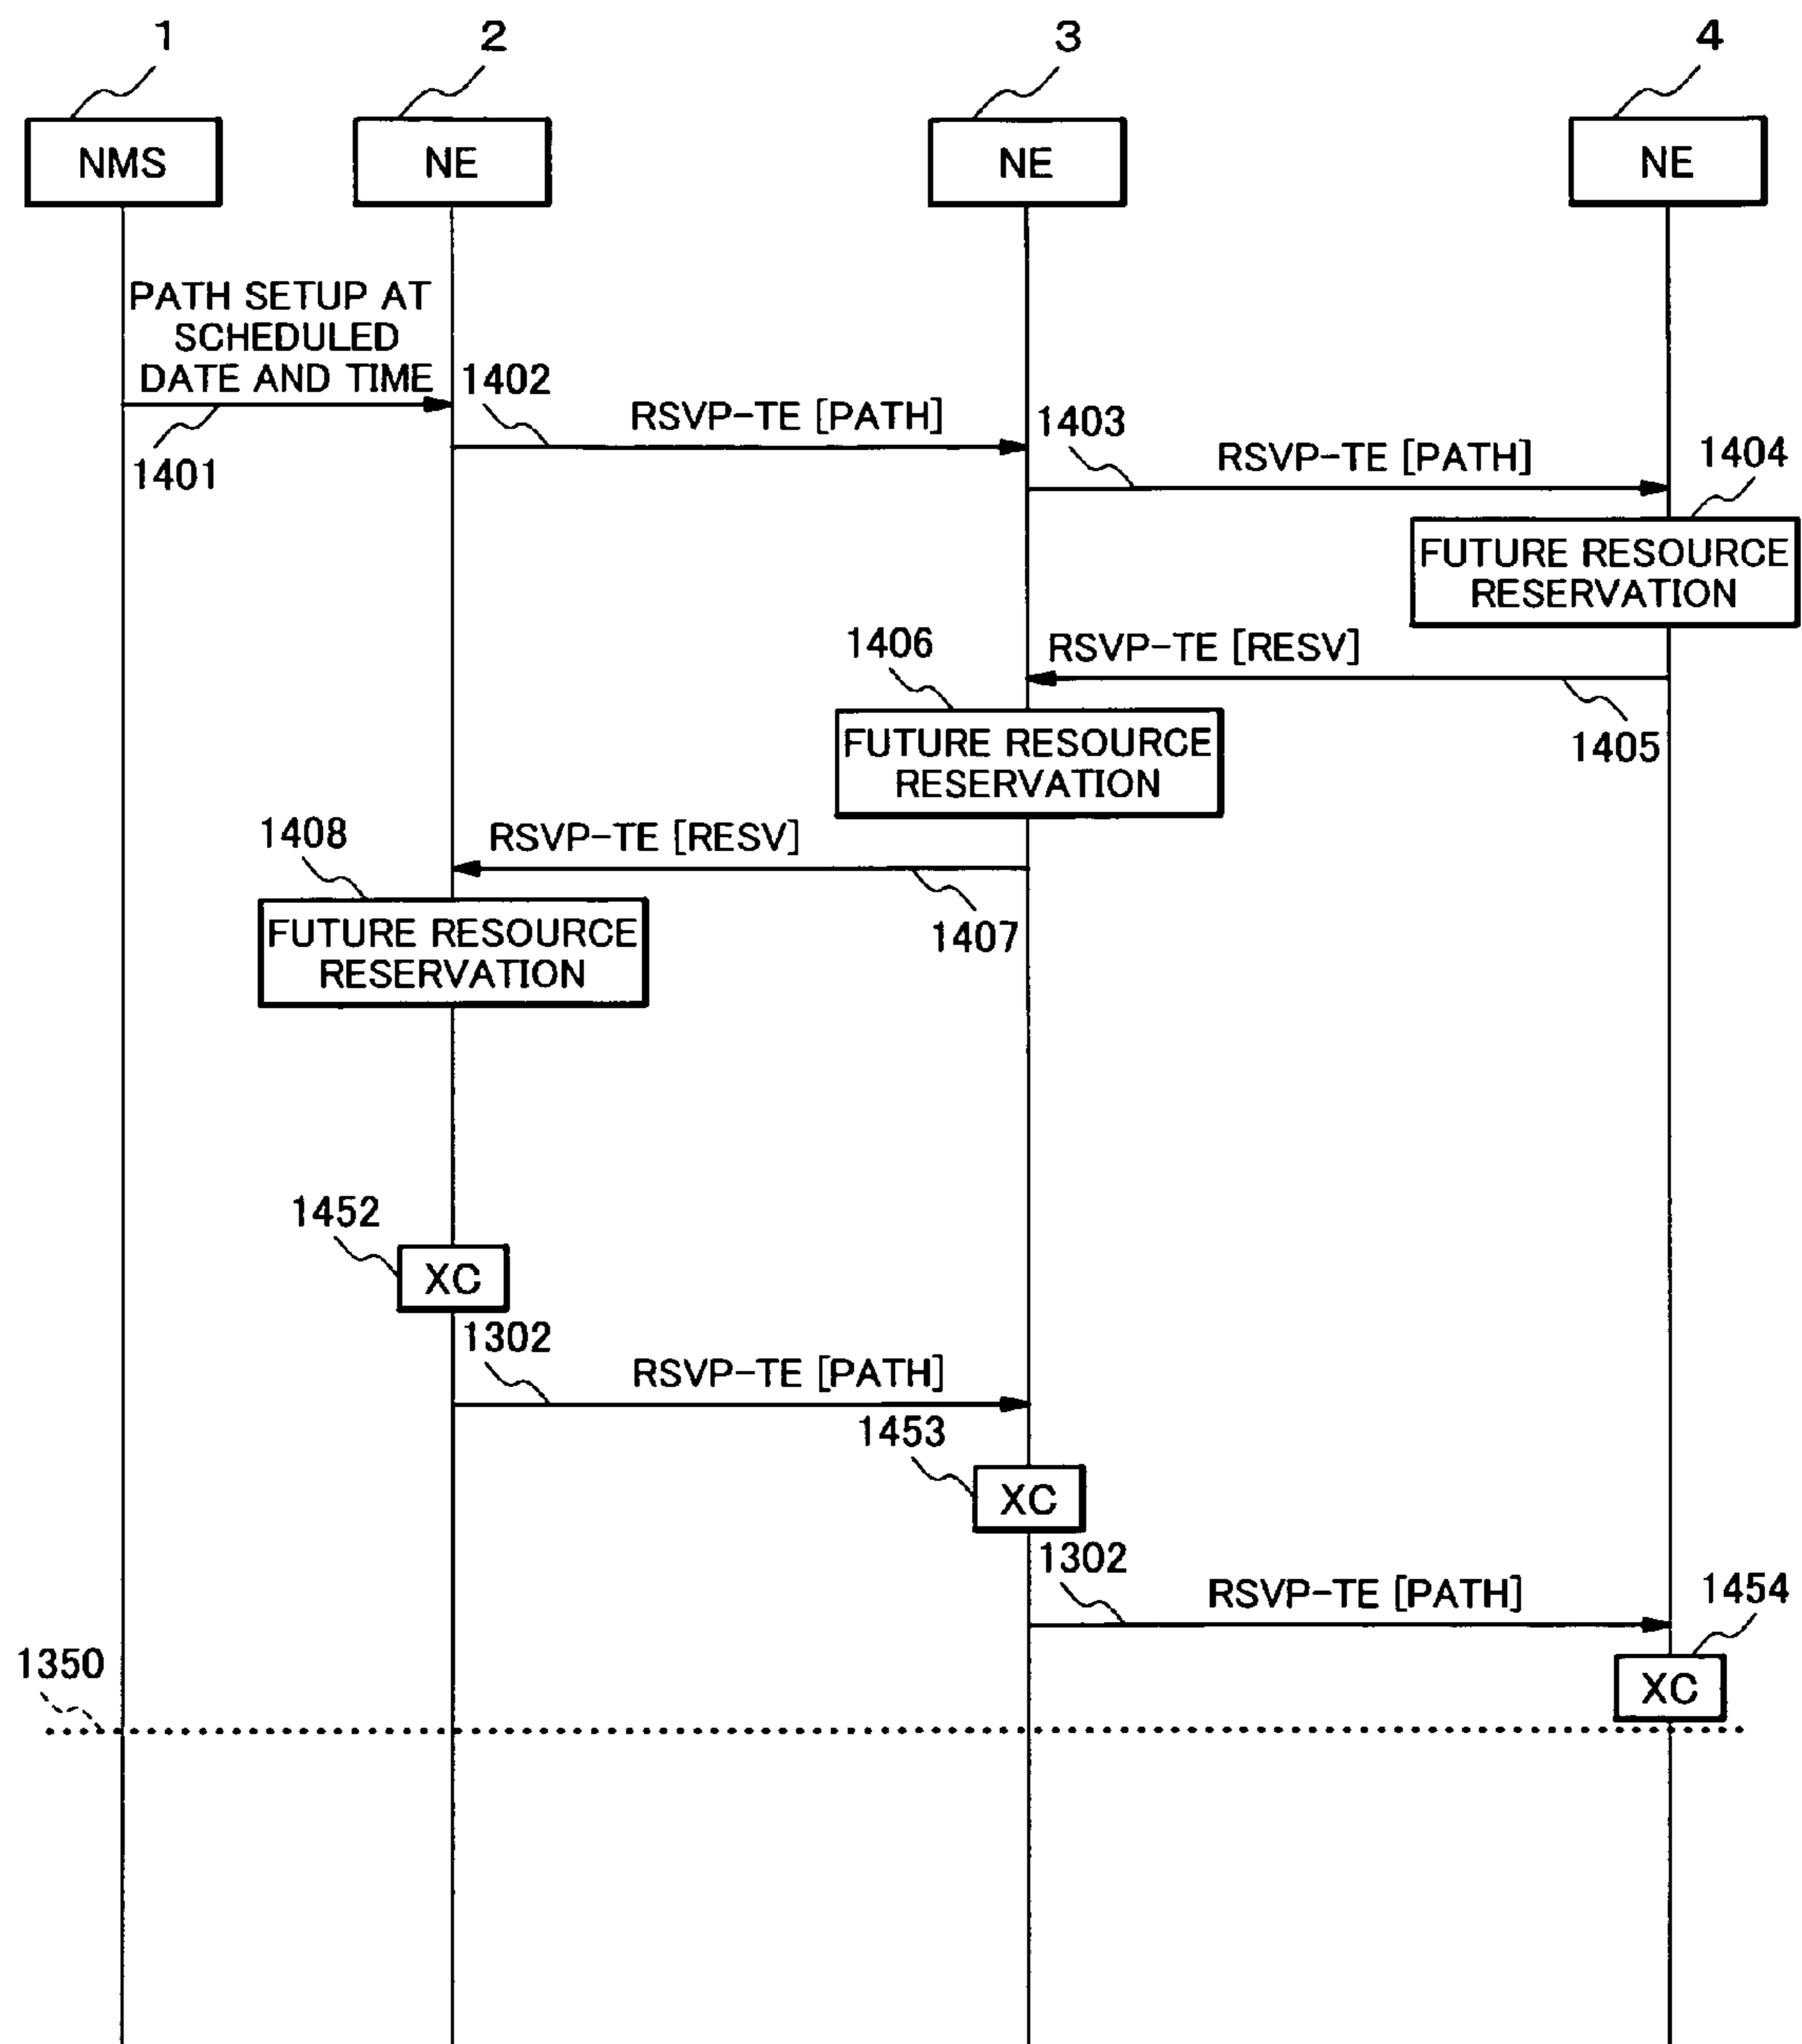 1
2
3
4
NMS
NE
NE
NE
PATH SETUP AT
SCHEDULED
DATE AND TIME
1401
1402
RSVP-TE [PATH]
1403
RSVP-TE [PATH]
1404
FUTURE RESOURCE
RESERVATION
RSVP-TE [RESV]
1405
1406
FUTURE RESOURCE
RESERVATION
RSVP-TE [RESV]
1407
1408
FUTURE RESOURCE
RESERVATION
1452
XC
1302
RSVP-TE [PATH]
1453
XC
1302
RSVP-TE [PATH]
1454
XC
1350